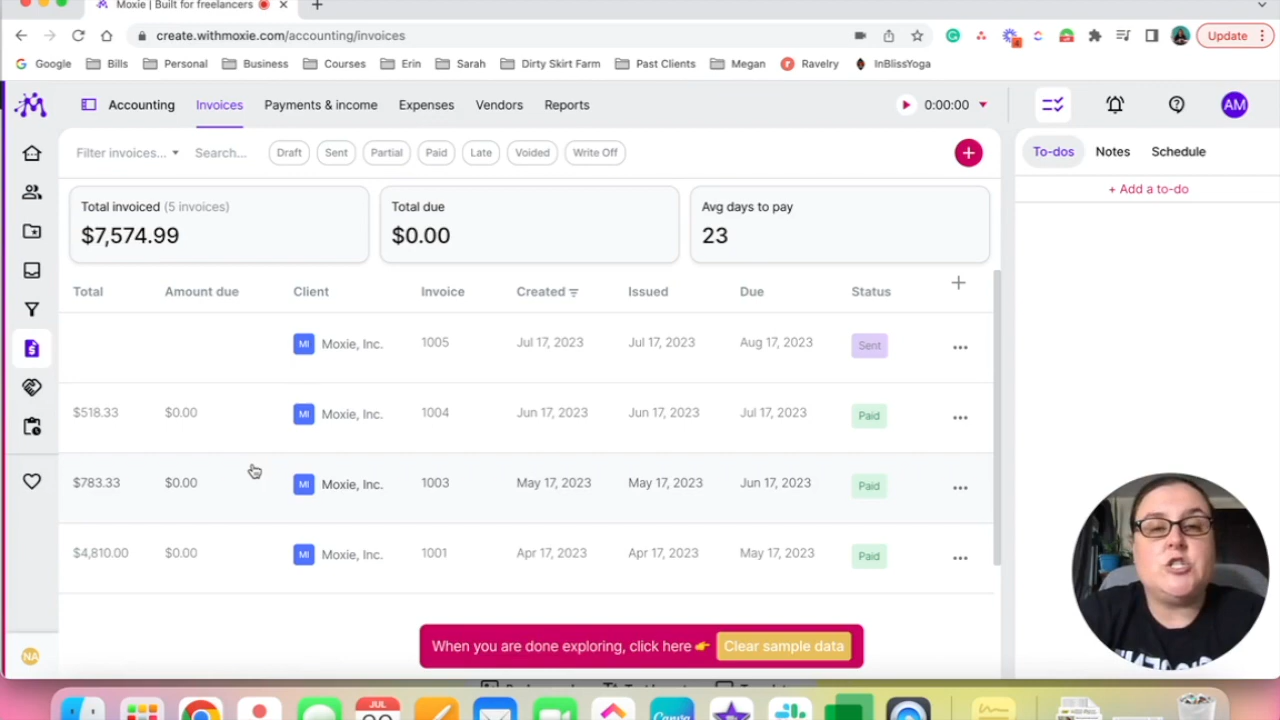 Moxie | Built for freelancers
create.withmoxie.com/accounting/invoices
Update
Google Bills Personal Business Courses Erin Sarah Dirty Skirt Farm Past Clients Megan Ravelry InBlissYoga
Accounting Invoices Payments & income Expenses Vendors Reports 0:00:00 AM
Filter invoices... Search... Draft Sent Partial Paid Late Voided Write Off
To-dos Notes Schedule
+ Add a to-do
Total invoiced (5 invoices) Total due Avg days to pay
$7,574.99 $0.00 23
Total Amount due Client Invoice Created Issued Due Status
MI Moxie, Inc. 1005 Jul 17, 2023 Jul 17, 2023 Aug 17, 2023 Sent
$518.33 $0.00 MI Moxie, Inc. 1004 Jun 17, 2023 Jun 17, 2023 Jul 17, 2023 Paid
$783.33 $0.00 MI Moxie, Inc. 1003 May 17, 2023 May 17, 2023 Jun 17, 2023 Paid
$4,810.00 $0.00 MI Moxie, Inc. 1001 Apr 17, 2023 Apr 17, 2023 May 17, 2023 Paid
When you are done exploring, click here 👉 Clear sample data
NA
JUL
Canva